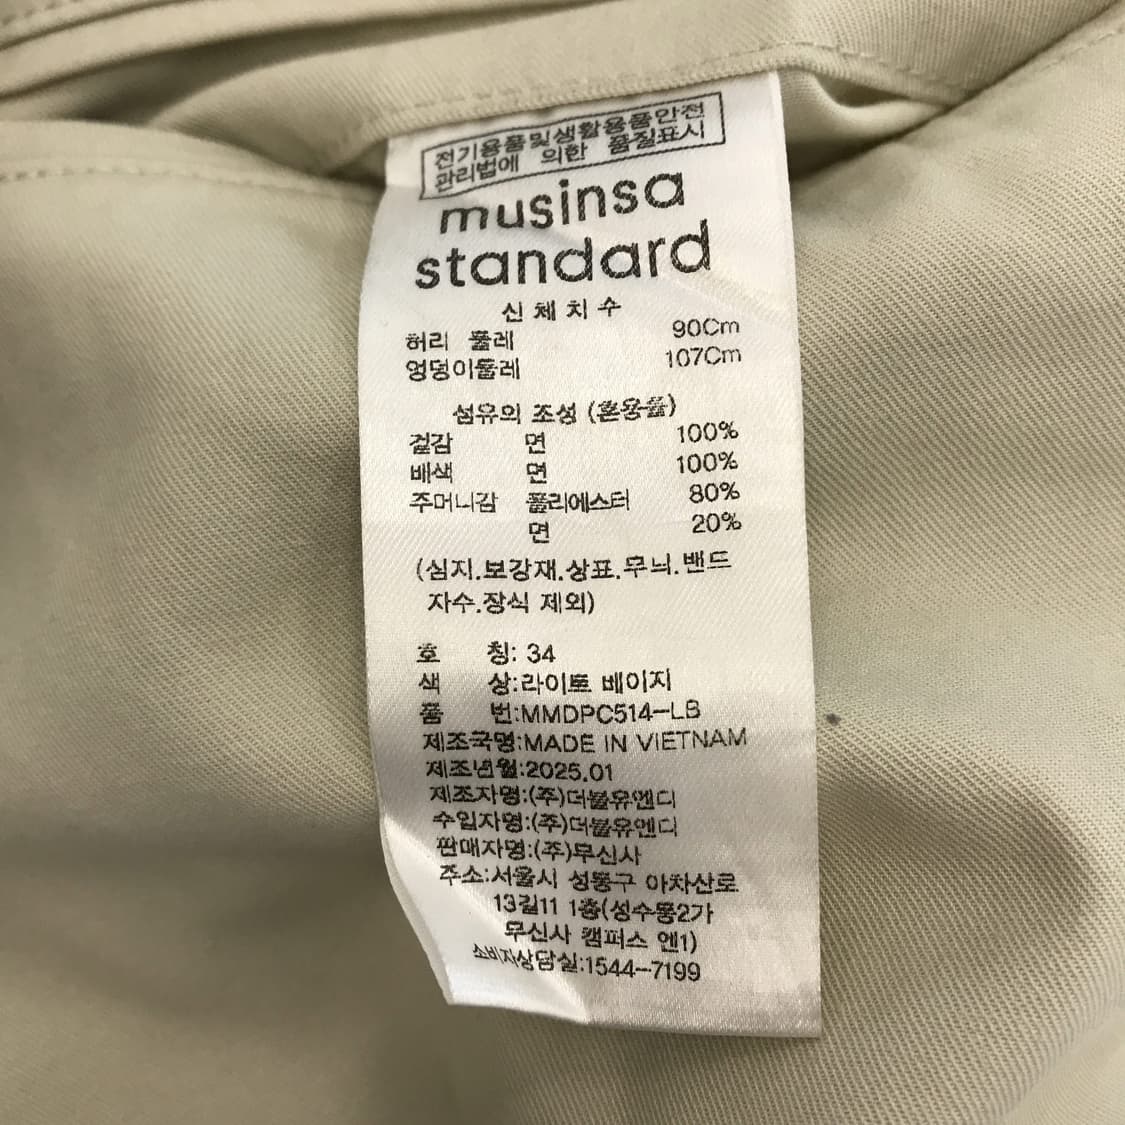 전기용품및생활용품안전
관리법에 의한 품질표시
musinsa
standard
신체치수
허리 둘레 90Cm
엉덩이둘레 107Cm
섬유의 조성 (혼용율)
겉감 면 100%
배색 면 100%
주머니감 폴리에스터 80%
면 20%
(심지.보강재.상표.무늬.밴드
자수.장식 제외)
호 칭: 34
색 상:라이트 베이지
품 번:MMDPC514-LB
제조국명:MADE IN VIETNAM
제조년월:2025.01
제조자명:(주)더블유엔디
수입자명:(주)더블유엔디
판매자명:(주)무신사
주소:서울시 성동구 아차산로
13길11 1층(성수동2가
무신사 캠퍼스 엔1)
소비자상담실:1544-7199